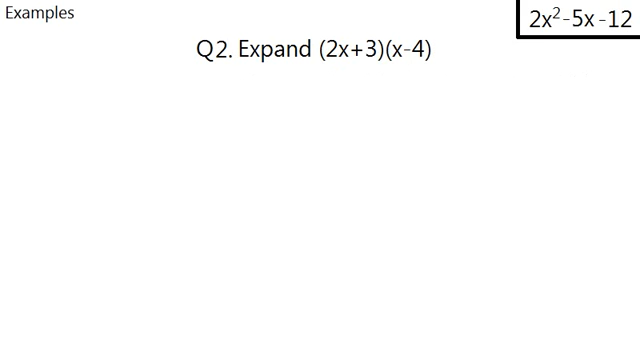 Examples
2x²-5x-12
Q2. Expand (2x+3)(x-4)